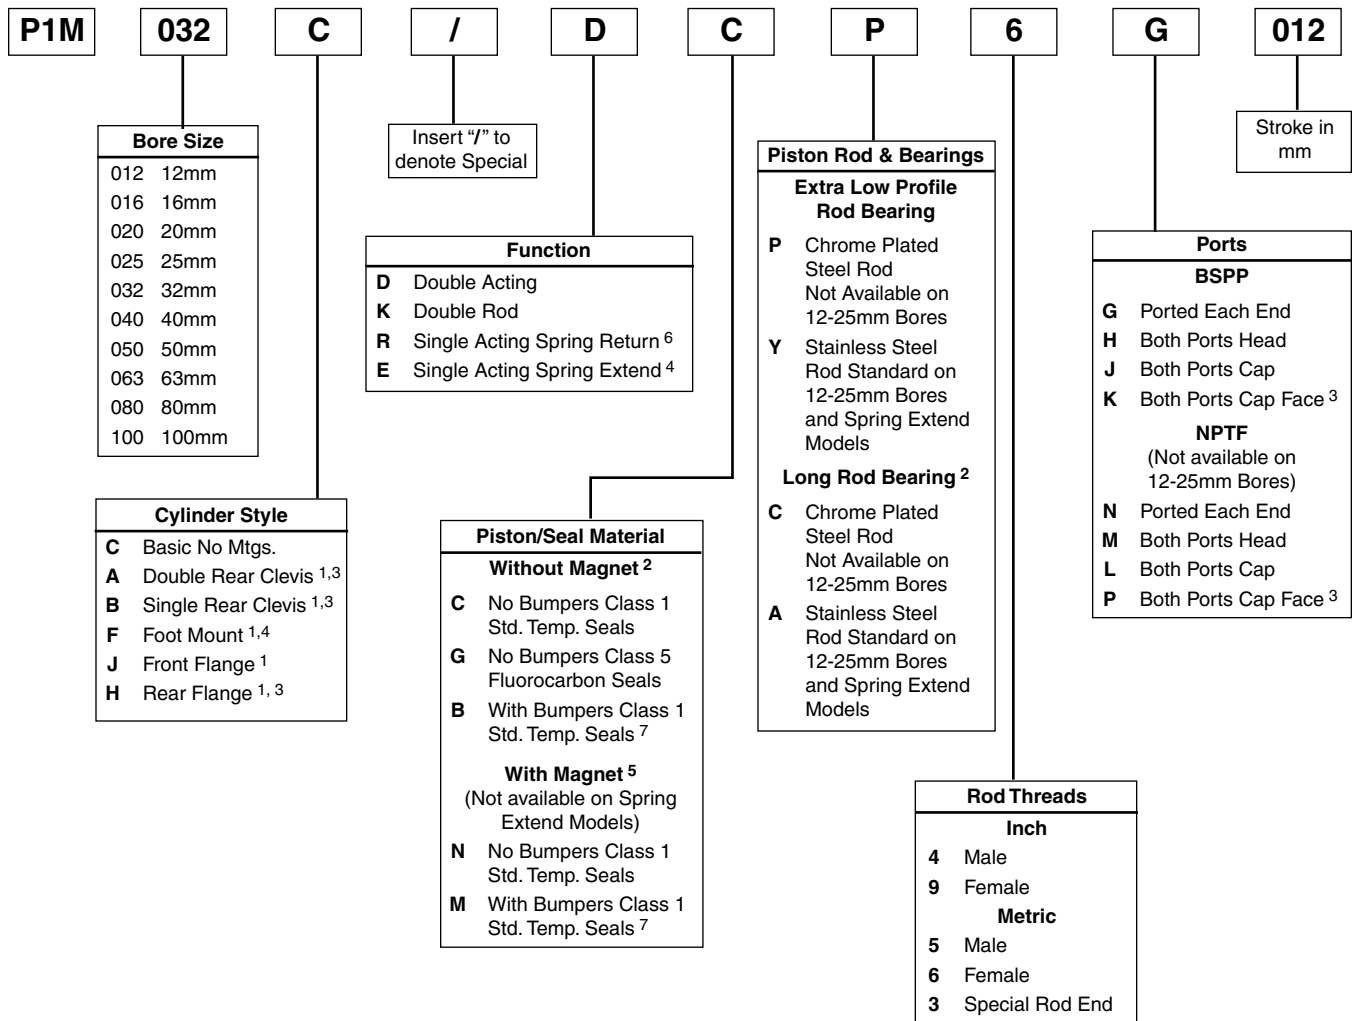 P1M 032 C / D C P 6 G 012
Bore Size
012 12mm
016 16mm
020 20mm
025 25mm
032 32mm
040 40mm
050 50mm
063 63mm
080 80mm
100 100mm
Insert "/" to
denote Special
Stroke in
mm
Function
D Double Acting
K Double Rod
R Single Acting Spring Return 6
E Single Acting Spring Extend 4
Piston Rod & Bearings
Extra Low Profile
Rod Bearing
P Chrome Plated
Steel Rod
Not Available on
12-25mm Bores
Y Stainless Steel
Rod Standard on
12-25mm Bores
and Spring Extend
Models
Long Rod Bearing 2
C Chrome Plated
Steel Rod
Not Available on
12-25mm Bores
A Stainless Steel
Rod Standard on
12-25mm Bores
and Spring Extend
Models
Ports
BSPP
G Ported Each End
H Both Ports Head
J Both Ports Cap
K Both Ports Cap Face 3
NPTF
(Not available on
12-25mm Bores)
N Ported Each End
M Both Ports Head
L Both Ports Cap
P Both Ports Cap Face 3
Cylinder Style
C Basic No Mtgs.
A Double Rear Clevis 1,3
B Single Rear Clevis 1,3
F Foot Mount 1,4
J Front Flange 1
H Rear Flange 1, 3
Piston/Seal Material
Without Magnet 2
C No Bumpers Class 1
Std. Temp. Seals
G No Bumpers Class 5
Fluorocarbon Seals
B With Bumpers Class 1
Std. Temp. Seals 7
With Magnet 5
(Not available on Spring
Extend Models)
N No Bumpers Class 1
Std. Temp. Seals
M With Bumpers Class 1
Std. Temp. Seals 7
Rod Threads
Inch
4 Male
9 Female
Metric
5 Male
6 Female
3 Special Rod End